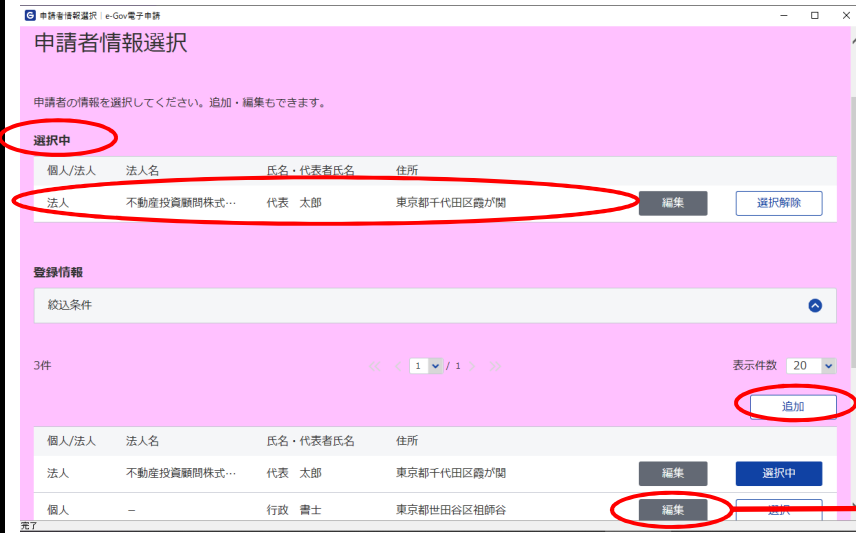 申請者情報選択 | e-Gov電子申請
申請者情報選択
申請者の情報を選択してください。追加・編集もできます。
選択中
個人/法人 法人名 氏名・代表者氏名 住所
法人 不動産投資顧問株式… 代表 太郎 東京都千代田区霞が関 編集 選択解除
登録情報
絞込条件
3件 1 / 1 表示件数 20
追加
個人/法人 法人名 氏名・代表者氏名 住所
法人 不動産投資顧問株式… 代表 太郎 東京都千代田区霞が関 編集 選択中
個人 － 行政 書士 東京都世田谷区祖師谷 編集 選択
完了